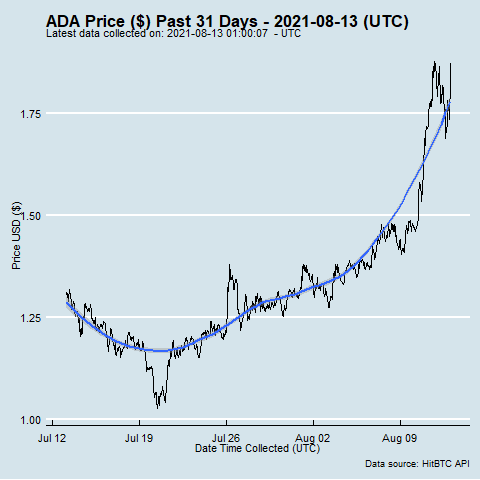 ADA Price ($) Past 31 Days - 2021-08-13 (UTC)
Latest data collected on: 2021-08-13 01:00:07  - UTC
Price USD ($)
1.75
1.50
1.25
1.00
Jul 12 Jul 19 Jul 26 Aug 02 Aug 09
Date Time Collected (UTC)
Data source: HitBTC API